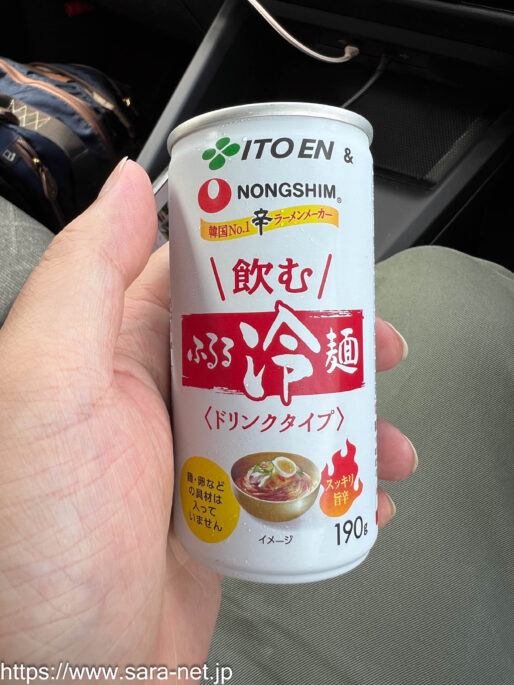 ITO EN &
NONGSHIM®
韓国No.1 辛 ラーメンメーカー
\飲む/
ふるる冷麺
〈ドリンクタイプ〉
麺・卵など
の具材は
入って
いません
スッキリ
旨辛
イメージ
190g
https://www.sara-net.jp